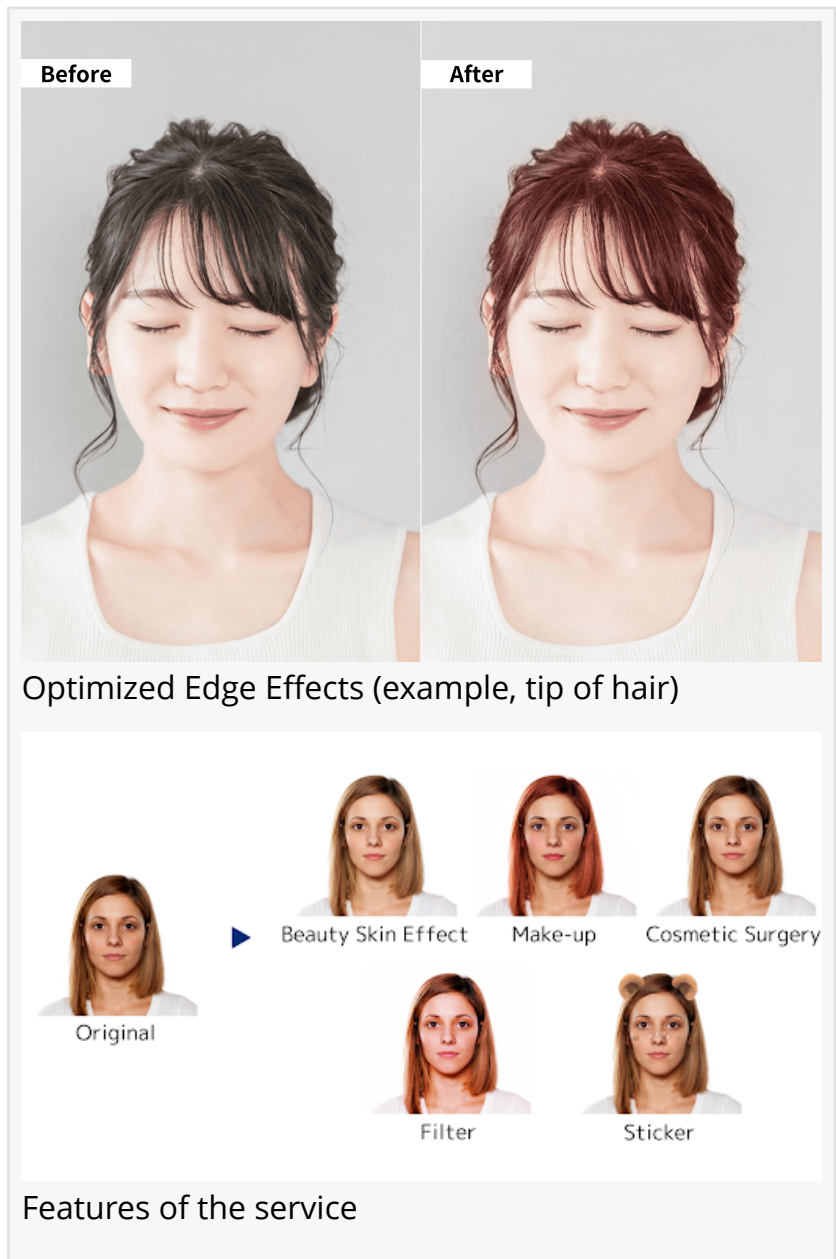 Before
After
Optimized Edge Effects (example, tip of hair)
Beauty Skin Effect
Make-up
Cosmetic Surgery
Original
Filter
Sticker
Features of the service